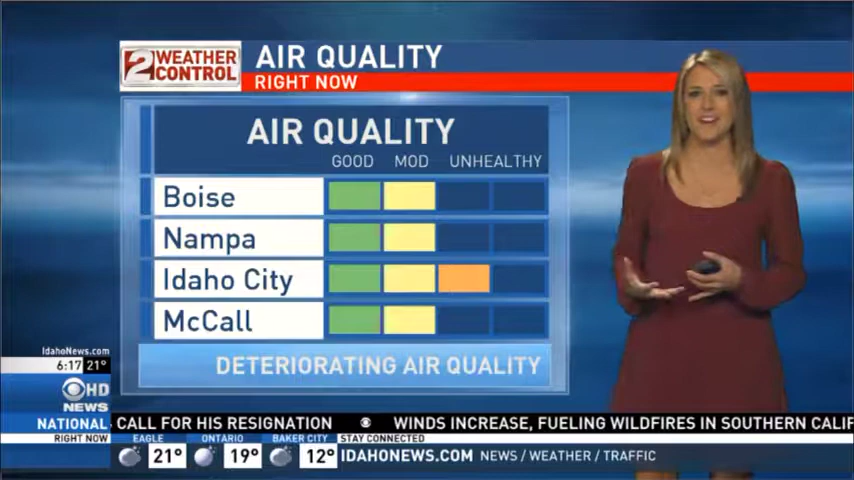 2 WEATHER CONTROL
AIR QUALITY
RIGHT NOW
AIR QUALITY
GOOD MOD UNHEALTHY
Boise
Nampa
Idaho City
McCall
DETERIORATING AIR QUALITY
IdahoNews.com
6:17 21°
HD
NEWS
NATIONAL CALL FOR HIS RESIGNATION WINDS INCREASE, FUELING WILDFIRES IN SOUTHERN CALIF
RIGHT NOW EAGLE ONTARIO BAKER CITY STAY CONNECTED
21° 19° 12° IDAHONEWS.COM NEWS / WEATHER / TRAFFIC